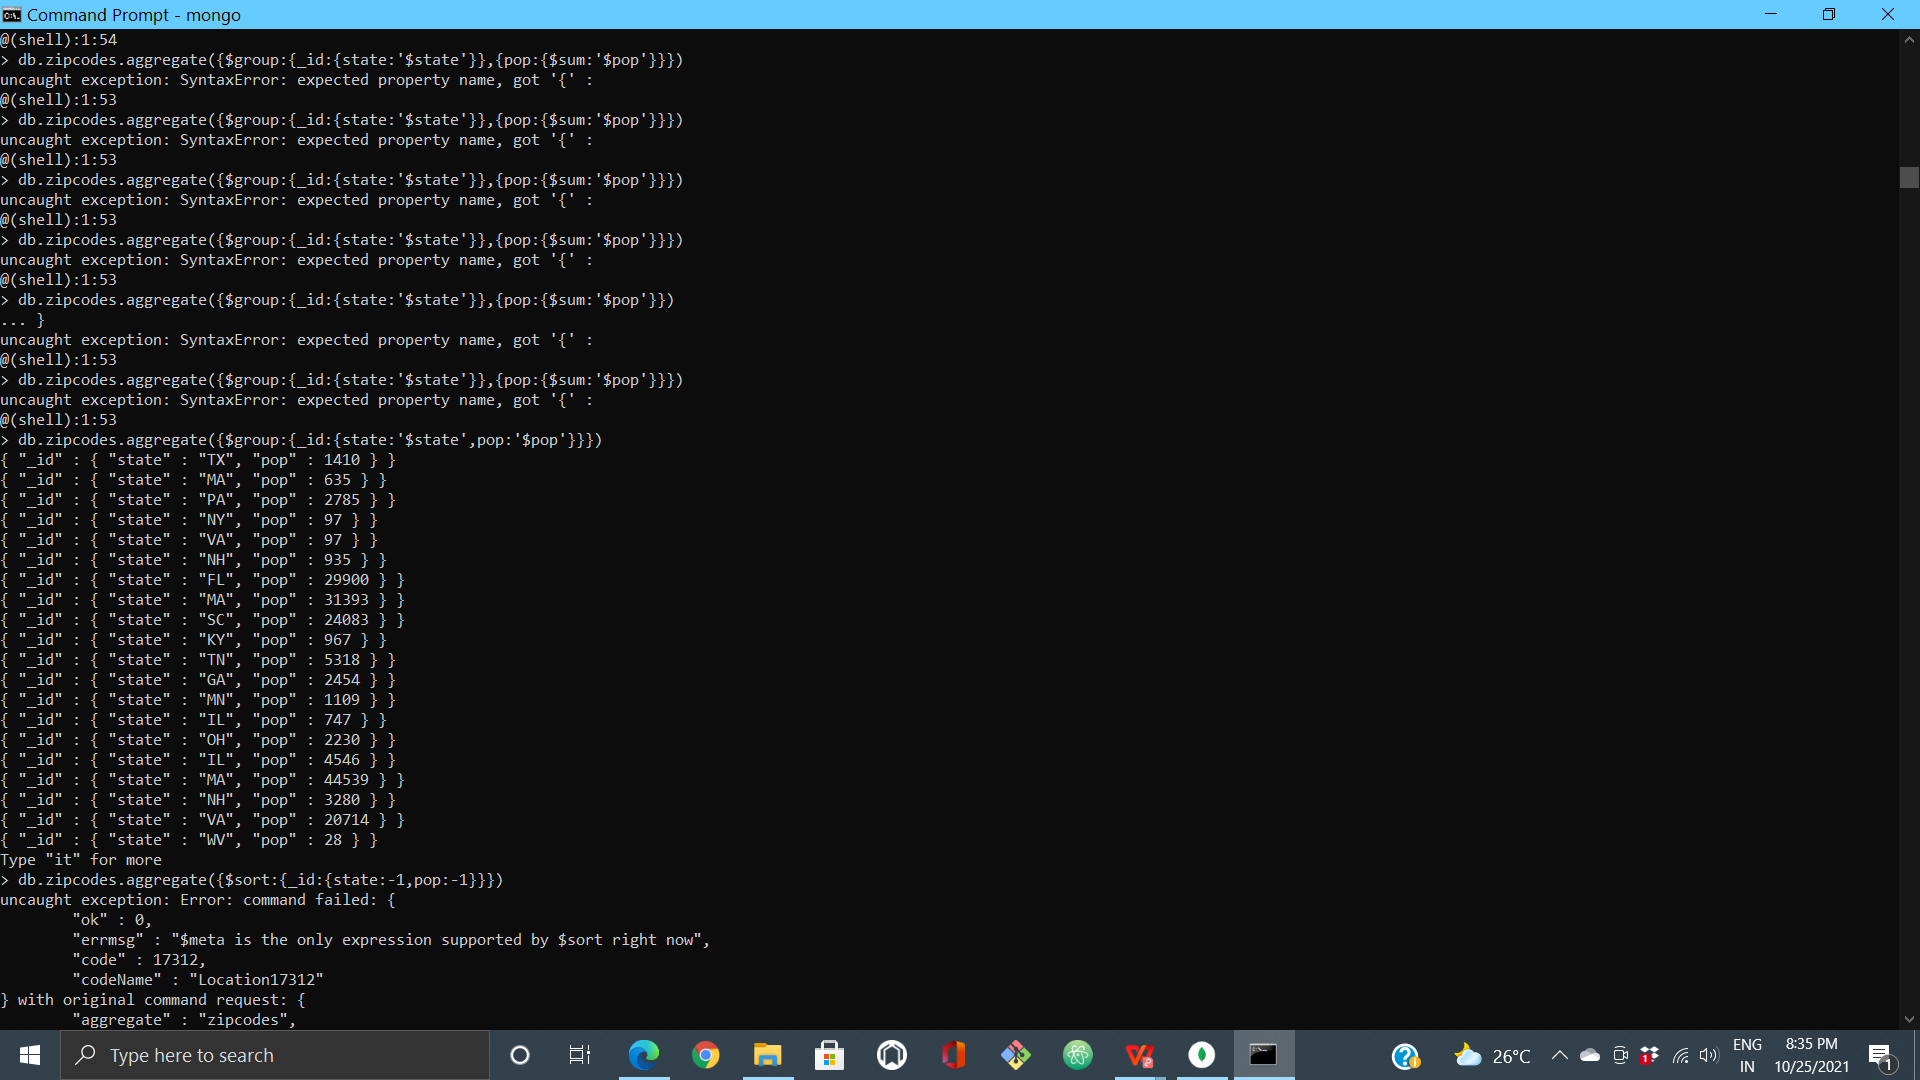 Command Prompt - mongo
@(shell):1:54
> db.zipcodes.aggregate({$group:{_id:{state:'$state'}},{pop:{$sum:'$pop'}}})
uncaught exception: SyntaxError: expected property name, got '{' :
@(shell):1:53
> db.zipcodes.aggregate({$group:{_id:{state:'$state'}},{pop:{$sum:'$pop'}}})
uncaught exception: SyntaxError: expected property name, got '{' :
@(shell):1:53
> db.zipcodes.aggregate({$group:{_id:{state:'$state'}},{pop:{$sum:'$pop'}}})
uncaught exception: SyntaxError: expected property name, got '{' :
@(shell):1:53
> db.zipcodes.aggregate({$group:{_id:{state:'$state'}},{pop:{$sum:'$pop'}}})
uncaught exception: SyntaxError: expected property name, got '{' :
@(shell):1:53
> db.zipcodes.aggregate({$group:{_id:{state:'$state'}},{pop:{$sum:'$pop'}})
... }
uncaught exception: SyntaxError: expected property name, got '{' :
@(shell):1:53
> db.zipcodes.aggregate({$group:{_id:{state:'$state'}},{pop:{$sum:'$pop'}}})
uncaught exception: SyntaxError: expected property name, got '{' :
@(shell):1:53
> db.zipcodes.aggregate({$group:{_id:{state:'$state',pop:'$pop'}}})
{ "_id" : { "state" : "TX", "pop" : 1410 } }
{ "_id" : { "state" : "MA", "pop" : 635 } }
{ "_id" : { "state" : "PA", "pop" : 2785 } }
{ "_id" : { "state" : "NY", "pop" : 97 } }
{ "_id" : { "state" : "VA", "pop" : 97 } }
{ "_id" : { "state" : "NH", "pop" : 935 } }
{ "_id" : { "state" : "FL", "pop" : 29900 } }
{ "_id" : { "state" : "MA", "pop" : 31393 } }
{ "_id" : { "state" : "SC", "pop" : 24083 } }
{ "_id" : { "state" : "KY", "pop" : 967 } }
{ "_id" : { "state" : "TN", "pop" : 5318 } }
{ "_id" : { "state" : "GA", "pop" : 2454 } }
{ "_id" : { "state" : "MN", "pop" : 1109 } }
{ "_id" : { "state" : "IL", "pop" : 747 } }
{ "_id" : { "state" : "OH", "pop" : 2230 } }
{ "_id" : { "state" : "IL", "pop" : 4546 } }
{ "_id" : { "state" : "MA", "pop" : 44539 } }
{ "_id" : { "state" : "NH", "pop" : 3280 } }
{ "_id" : { "state" : "VA", "pop" : 20714 } }
{ "_id" : { "state" : "WV", "pop" : 28 } }
Type "it" for more
> db.zipcodes.aggregate({$sort:{_id:{state:-1,pop:-1}}})
uncaught exception: Error: command failed: {
"ok" : 0,
"errmsg" : "$meta is the only expression supported by $sort right now",
"code" : 17312,
"codeName" : "Location17312"
} with original command request: {
"aggregate" : "zipcodes",
Type here to search
26°C
ENG
IN
8:35 PM
10/25/2021
1